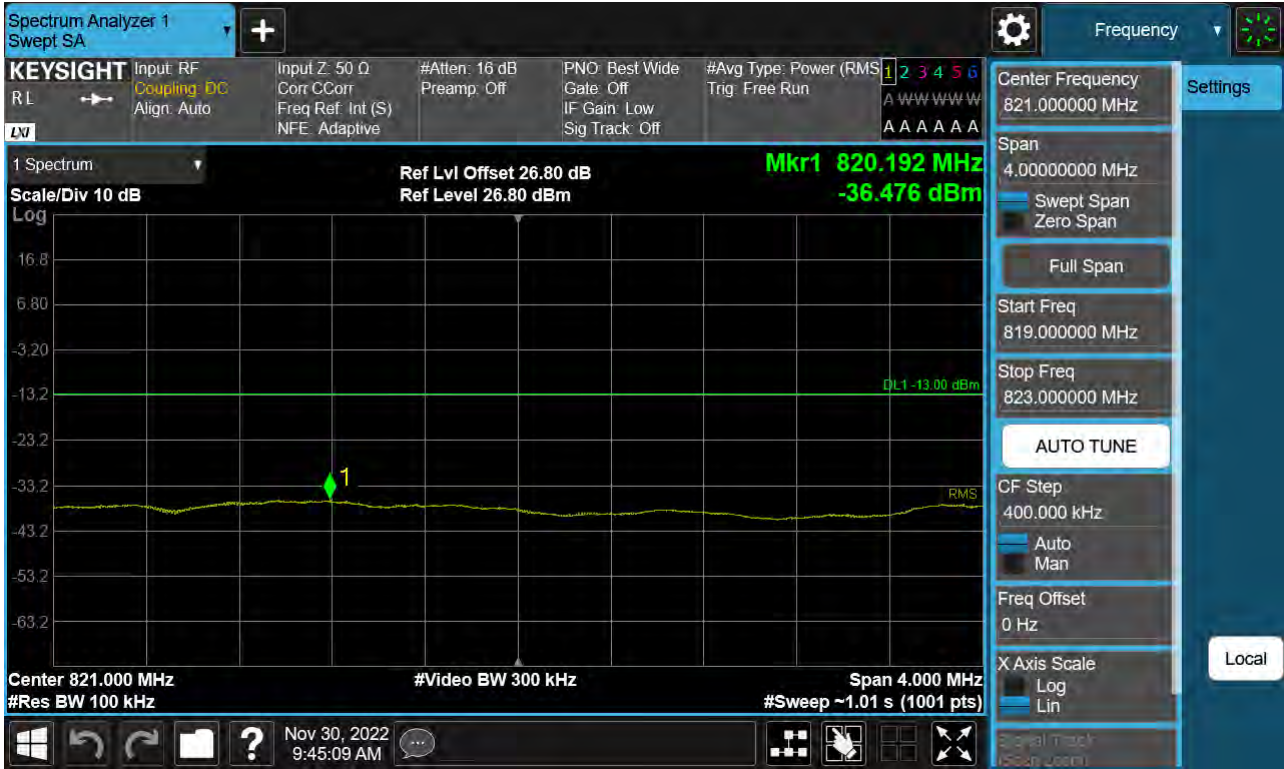 Spectrum Analyzer 1
Swept SA
+
Frequency
KEYSIGHT
RL
LXI
Input: RF
Coupling: DC
Align: Auto
Input Z: 50 Ω
Corr CCorr
Freq Ref: Int (S)
NFE: Adaptive
#Atten: 16 dB
Preamp: Off
PNO: Best Wide
Gate: Off
IF Gain: Low
Sig Track: Off
#Avg Type: Power (RMS
Trig: Free Run
1 2 3 4 5 6
A W W W W W
A A A A A A
1 Spectrum
Scale/Div 10 dB
Ref Lvl Offset 26.80 dB
Ref Level 26.80 dBm
Mkr1 820.192 MHz
-36.476 dBm
Log
16.8
6.80
-3.20
-13.2
-23.2
-33.2
-43.2
-53.2
-63.2
DL1 -13.00 dBm
1
RMS
Center 821.000 MHz
#Video BW 300 kHz
Span 4.000 MHz
#Res BW 100 kHz
#Sweep ~1.01 s (1001 pts)
Center Frequency
821.000000 MHz
Settings
Span
4.00000000 MHz
Swept Span
Zero Span
Full Span
Start Freq
819.000000 MHz
Stop Freq
823.000000 MHz
AUTO TUNE
CF Step
400.000 kHz
Auto
Man
Freq Offset
0 Hz
X Axis Scale
Log
Lin
Local
Signal Track
(Span Zoom)
?
Nov 30, 2022
9:45:09 AM